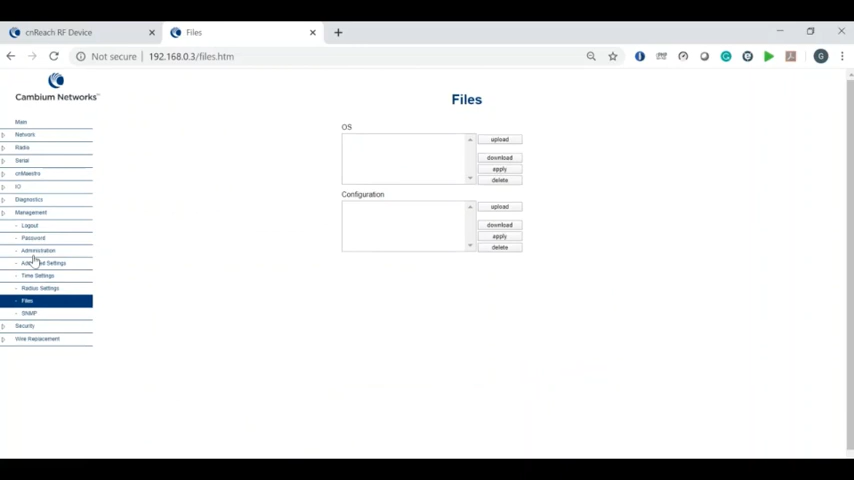 cnReach RF Device
Files
Not secure 192.168.0.3/files.htm
G
Cambium Networks™
Main
Network
Radio
Serial
cnMaestro
IO
Diagnostics
Management
- Logout
- Password
- Administration
- Settings
- Time Settings
- Radius Settings
- Files
- SNMP
Security
Wire Replacement
Files
OS
upload
download
apply
delete
Configuration
upload
download
apply
delete